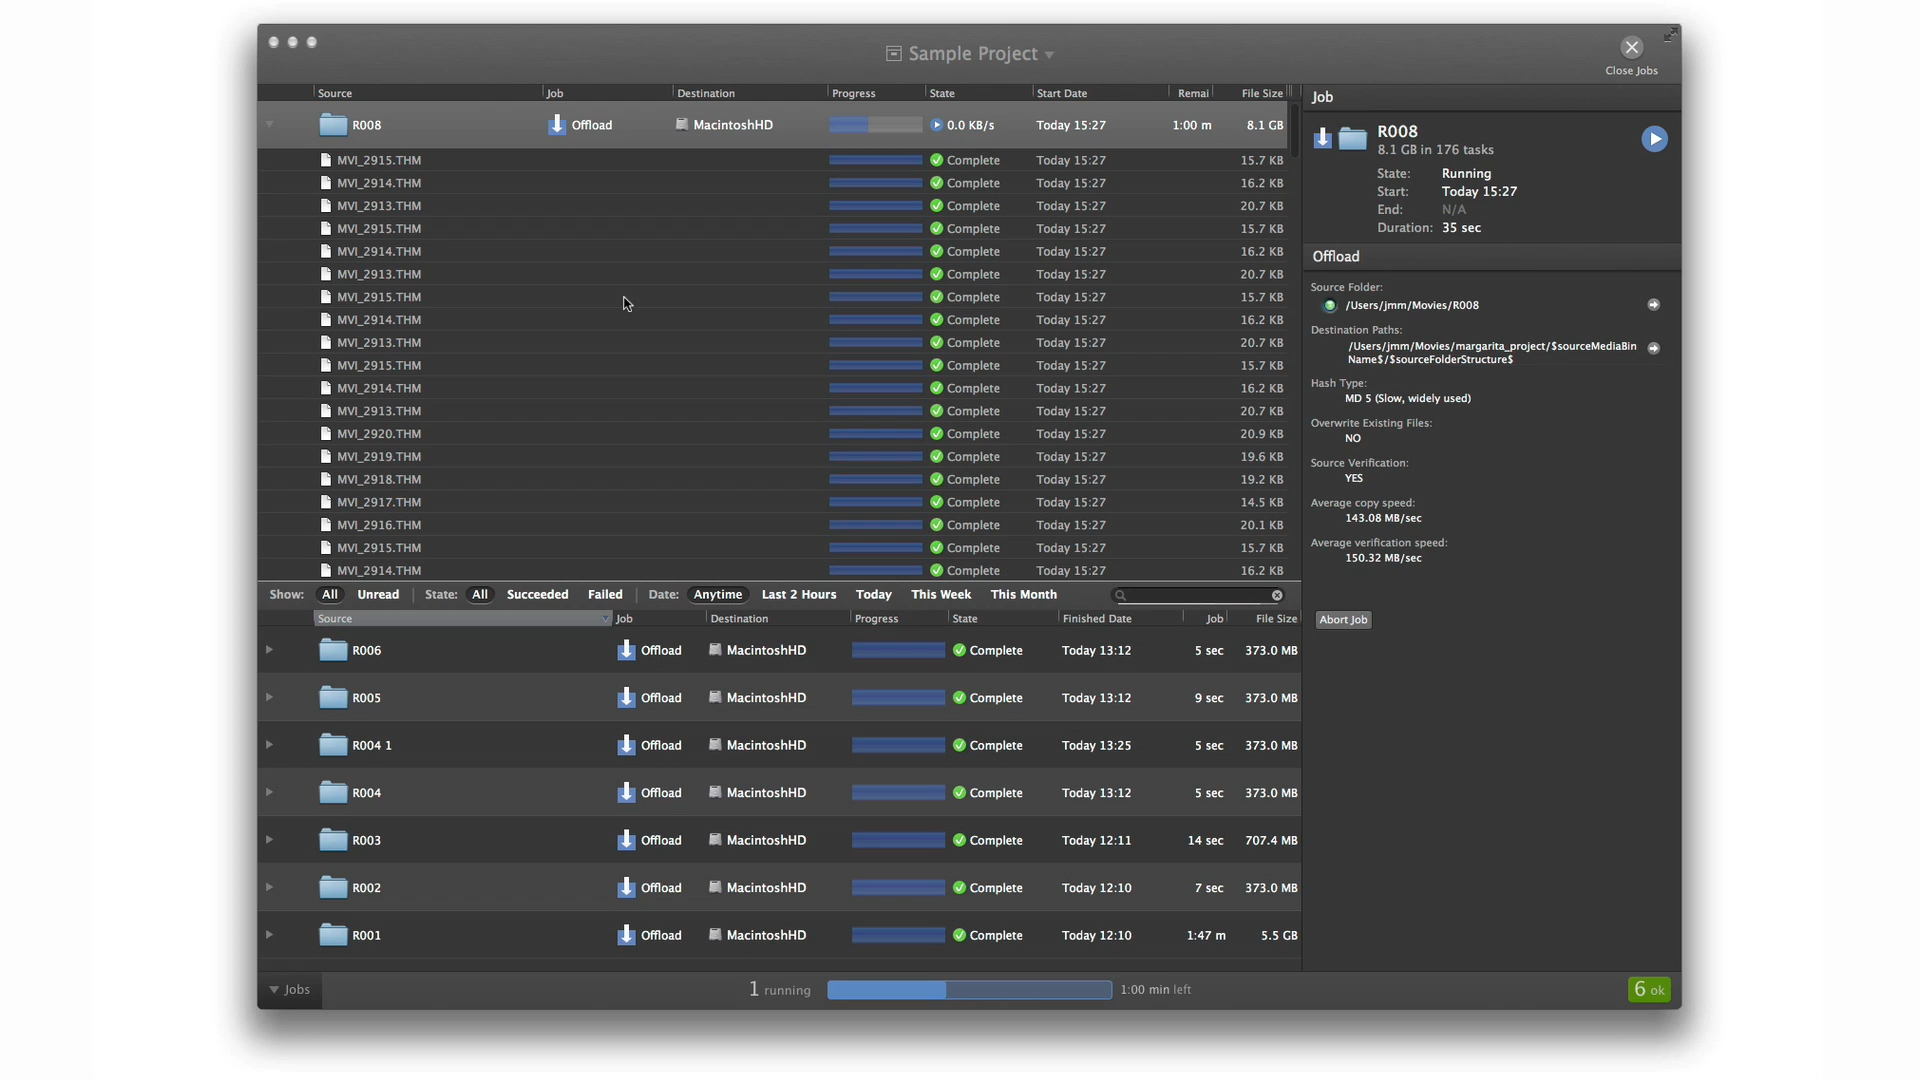 Sample Project
Close Jobs
Source Job Destination Progress State Start Date Remai File Size
R008 Offload MacintoshHD 0.0 KB/s Today 15:27 1:00 m 8.1 GB
MVI_2915.THM Complete Today 15:27 15.7 KB
MVI_2914.THM Complete Today 15:27 16.2 KB
MVI_2913.THM Complete Today 15:27 20.7 KB
MVI_2915.THM Complete Today 15:27 15.7 KB
MVI_2914.THM Complete Today 15:27 16.2 KB
MVI_2913.THM Complete Today 15:27 20.7 KB
MVI_2915.THM Complete Today 15:27 15.7 KB
MVI_2914.THM Complete Today 15:27 16.2 KB
MVI_2913.THM Complete Today 15:27 20.7 KB
MVI_2915.THM Complete Today 15:27 15.7 KB
MVI_2914.THM Complete Today 15:27 16.2 KB
MVI_2913.THM Complete Today 15:27 20.7 KB
MVI_2920.THM Complete Today 15:27 20.9 KB
MVI_2919.THM Complete Today 15:27 19.6 KB
MVI_2918.THM Complete Today 15:27 19.2 KB
MVI_2917.THM Complete Today 15:27 14.5 KB
MVI_2916.THM Complete Today 15:27 20.1 KB
MVI_2915.THM Complete Today 15:27 15.7 KB
MVI_2914.THM Complete Today 15:27 16.2 KB
Show: All Unread State: All Succeeded Failed Date: Anytime Last 2 Hours Today This Week This Month
Source Job Destination Progress State Finished Date Job File Size
R006 Offload MacintoshHD Complete Today 13:12 5 sec 373.0 MB
R005 Offload MacintoshHD Complete Today 13:12 9 sec 373.0 MB
R004 1 Offload MacintoshHD Complete Today 13:25 5 sec 373.0 MB
R004 Offload MacintoshHD Complete Today 13:12 5 sec 373.0 MB
R003 Offload MacintoshHD Complete Today 12:11 14 sec 707.4 MB
R002 Offload MacintoshHD Complete Today 12:10 7 sec 373.0 MB
R001 Offload MacintoshHD Complete Today 12:10 1:47 m 5.5 GB
Job
R008
8.1 GB in 176 tasks
State: Running
Start: Today 15:27
End: N/A
Duration: 35 sec
Offload
Source Folder:
/Users/jmm/Movies/R008
Destination Paths:
/Users/jmm/Movies/margarita_project/$sourceMediaBin
Name$/$sourceFolderStructure$
Hash Type:
MD 5 (Slow, widely used)
Overwrite Existing Files:
NO
Source Verification:
YES
Average copy speed:
143.08 MB/sec
Average verification speed:
150.32 MB/sec
Abort Job
Jobs 1 running 1:00 min left 6 ok